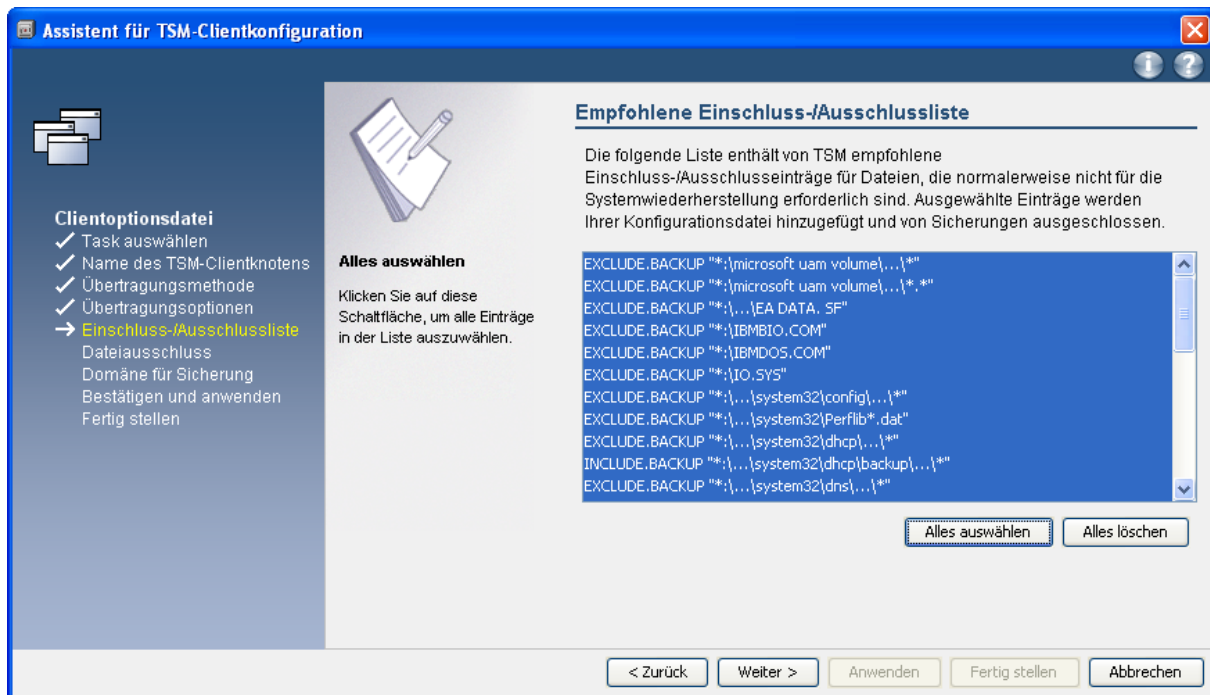 Assistent für TSM-Clientkonfiguration
Clientoptionsdatei
Task auswählen
Name des TSM-Clientknotens
Übertragungsmethode
Übertragungsoptionen
Einschluss-/Ausschlussliste
Dateiausschluss
Domäne für Sicherung
Bestätigen und anwenden
Fertig stellen
Alles auswählen
Klicken Sie auf diese
Schaltfläche, um alle Einträge
in der Liste auszuwählen.
Empfohlene Einschluss-/Ausschlussliste
Die folgende Liste enthält von TSM empfohlene
Einschluss-/Ausschlusseinträge für Dateien, die normalerweise nicht für die
Systemwiederherstellung erforderlich sind. Ausgewählte Einträge werden
Ihrer Konfigurationsdatei hinzugefügt und von Sicherungen ausgeschlossen.
EXCLUDE.BACKUP "*:\microsoft uam volume\...\*"
EXCLUDE.BACKUP "*:\microsoft uam volume\...\*.*"
EXCLUDE.BACKUP "*:\...\EA DATA. SF"
EXCLUDE.BACKUP "*:\IBMBIO.COM"
EXCLUDE.BACKUP "*:\IBMDOS.COM"
EXCLUDE.BACKUP "*:\IO.SYS"
EXCLUDE.BACKUP "*:\...\system32\config\...\*"
EXCLUDE.BACKUP "*:\...\system32\Perflib*.dat"
EXCLUDE.BACKUP "*:\...\system32\dhcp\...\*"
INCLUDE.BACKUP "*:\...\system32\dhcp\backup\...\*"
EXCLUDE.BACKUP "*:\...\system32\dns\...\*"
Alles auswählen
Alles löschen
< Zurück
Weiter >
Anwenden
Fertig stellen
Abbrechen